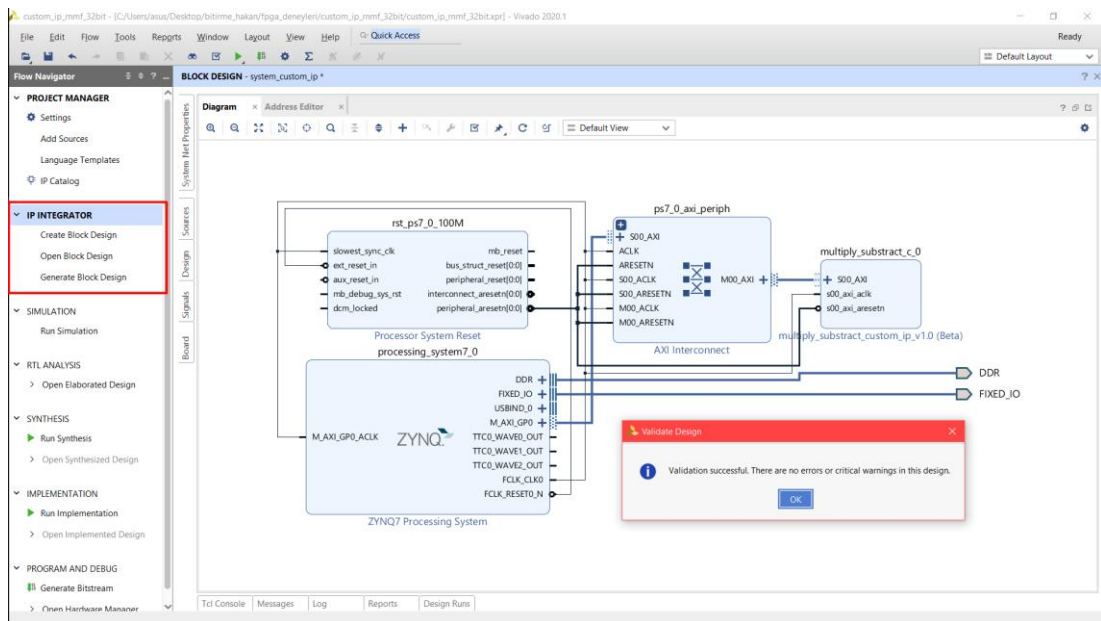 custom_ip_mmf_32bit - [C:/Users/asus/Desktop/bitirme_hakan/fpga_deneyleri/custom_ip_mmf_32bit/custom_ip_mmf_32bit.xpr] - Vivado 2020.1
File Edit Flow Tools Reports Window Layout View Help Quick Access
Ready
Default Layout
Flow Navigator
BLOCK DESIGN - system_custom_ip *
PROJECT MANAGER
Settings
Add Sources
Language Templates
IP Catalog
IP INTEGRATOR
Create Block Design
Open Block Design
Generate Block Design
SIMULATION
Run Simulation
RTL ANALYSIS
Open Elaborated Design
SYNTHESIS
Run Synthesis
Open Synthesized Design
IMPLEMENTATION
Run Implementation
Open Implemented Design
PROGRAM AND DEBUG
Generate Bitstream
Open Hardware Manager
System Net Properties
Sources
Design
Signals
Board
Diagram
Address Editor
Default View
rst_ps7_0_100M
slowest_sync_clk
ext_reset_in
aux_reset_in
mb_debug_sys_rst
dcm_locked
mb_reset
bus_struct_reset[0:0]
peripheral_reset[0:0]
interconnect_aresetn[0:0]
peripheral_aresetn[0:0]
Processor System Reset
processing_system7_0
M_AXI_GP0_ACLK
ZYNQ
DDR
FIXED_IO
USBIND_0
M_AXI_GP0
TTC0_WAVE0_OUT
TTC0_WAVE1_OUT
TTC0_WAVE2_OUT
FCLK_CLK0
FCLK_RESET0_N
ZYNQ7 Processing System
ps7_0_axi_periph
S00_AXI
ACLK
ARESETN
S00_ACLK
S00_ARESETN
M00_ACLK
M00_ARESETN
M00_AXI
AXI Interconnect
multiply_substract_c_0
S00_AXI
s00_axi_aclk
s00_axi_aresetn
multiply_substract_custom_ip_v1.0 (Beta)
DDR
FIXED_IO
Validate Design
Validation successful. There are no errors or critical warnings in this design.
OK
Tcl Console Messages Log Reports Design Runs